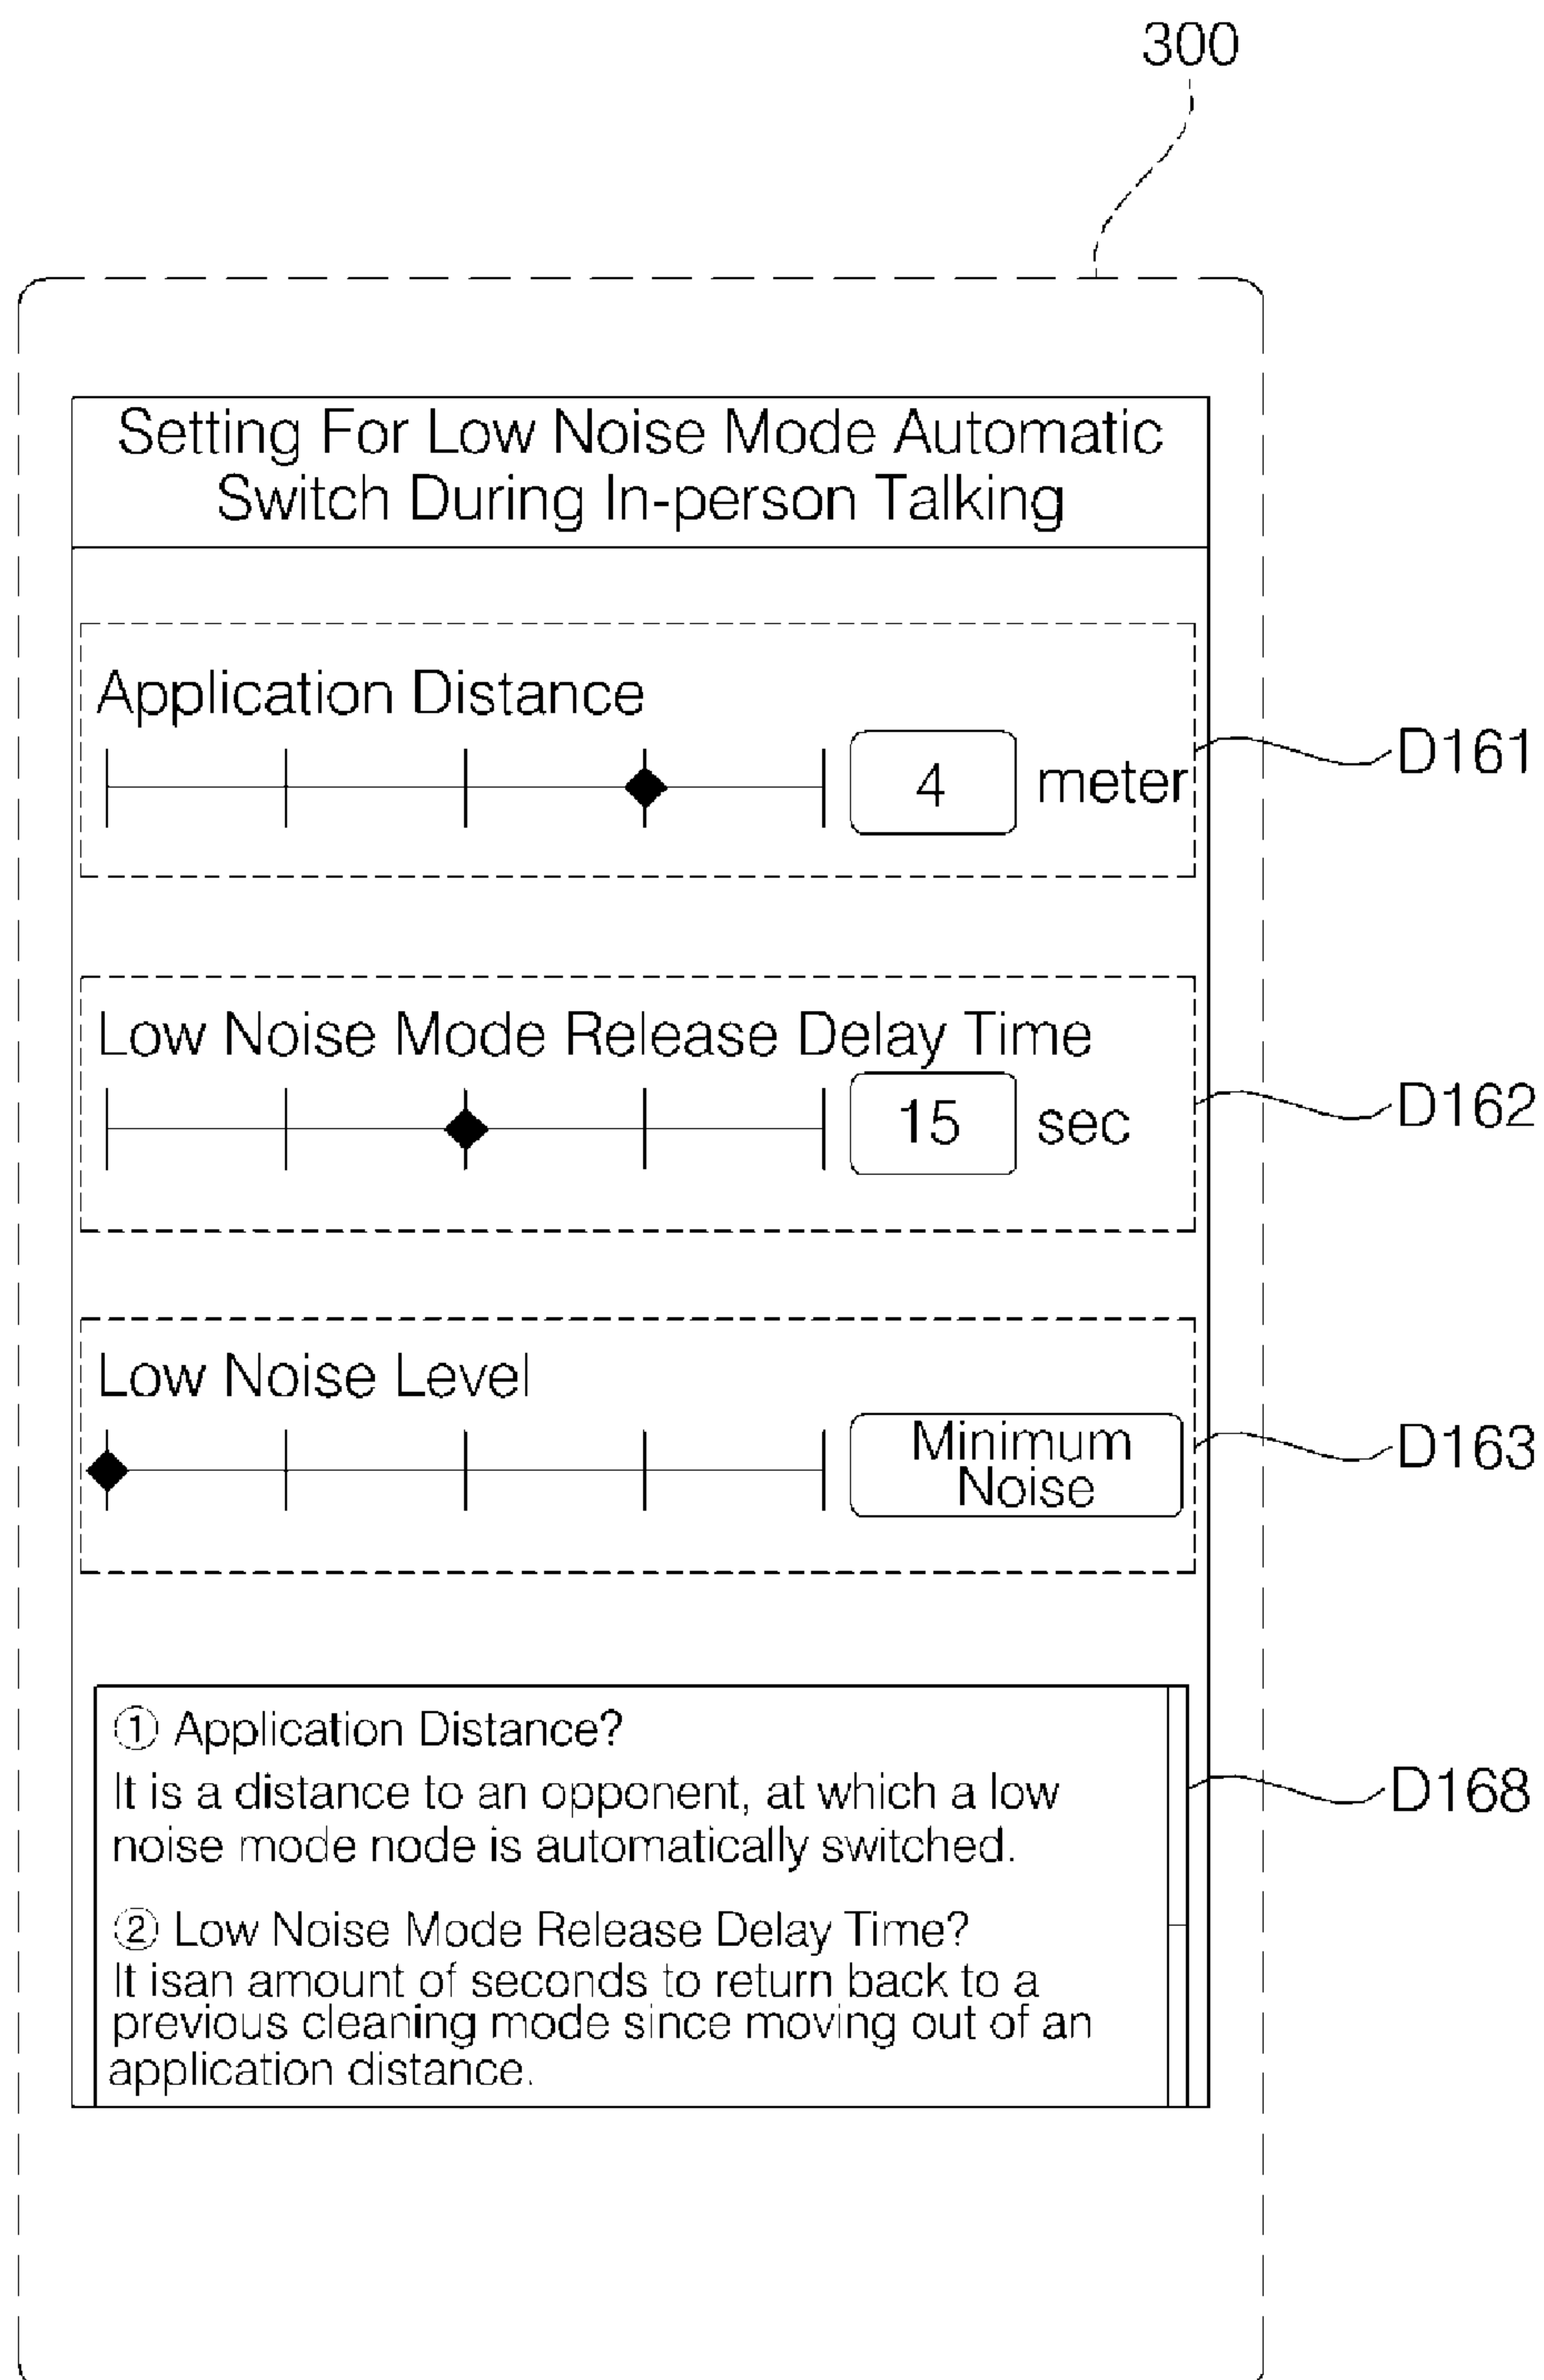 300
Setting For Low Noise Mode Automatic
Switch During In-person Talking
Application Distance
4 meter
D161
Low Noise Mode Release Delay Time
15 sec
D162
Low Noise Level
Minimum
Noise
D163
① Application Distance?
It is a distance to an opponent, at which a low
noise mode node is automatically switched.
D168
② Low Noise Mode Release Delay Time?
It isan amount of seconds to return back to a
previous cleaning mode since moving out of an
application distance.